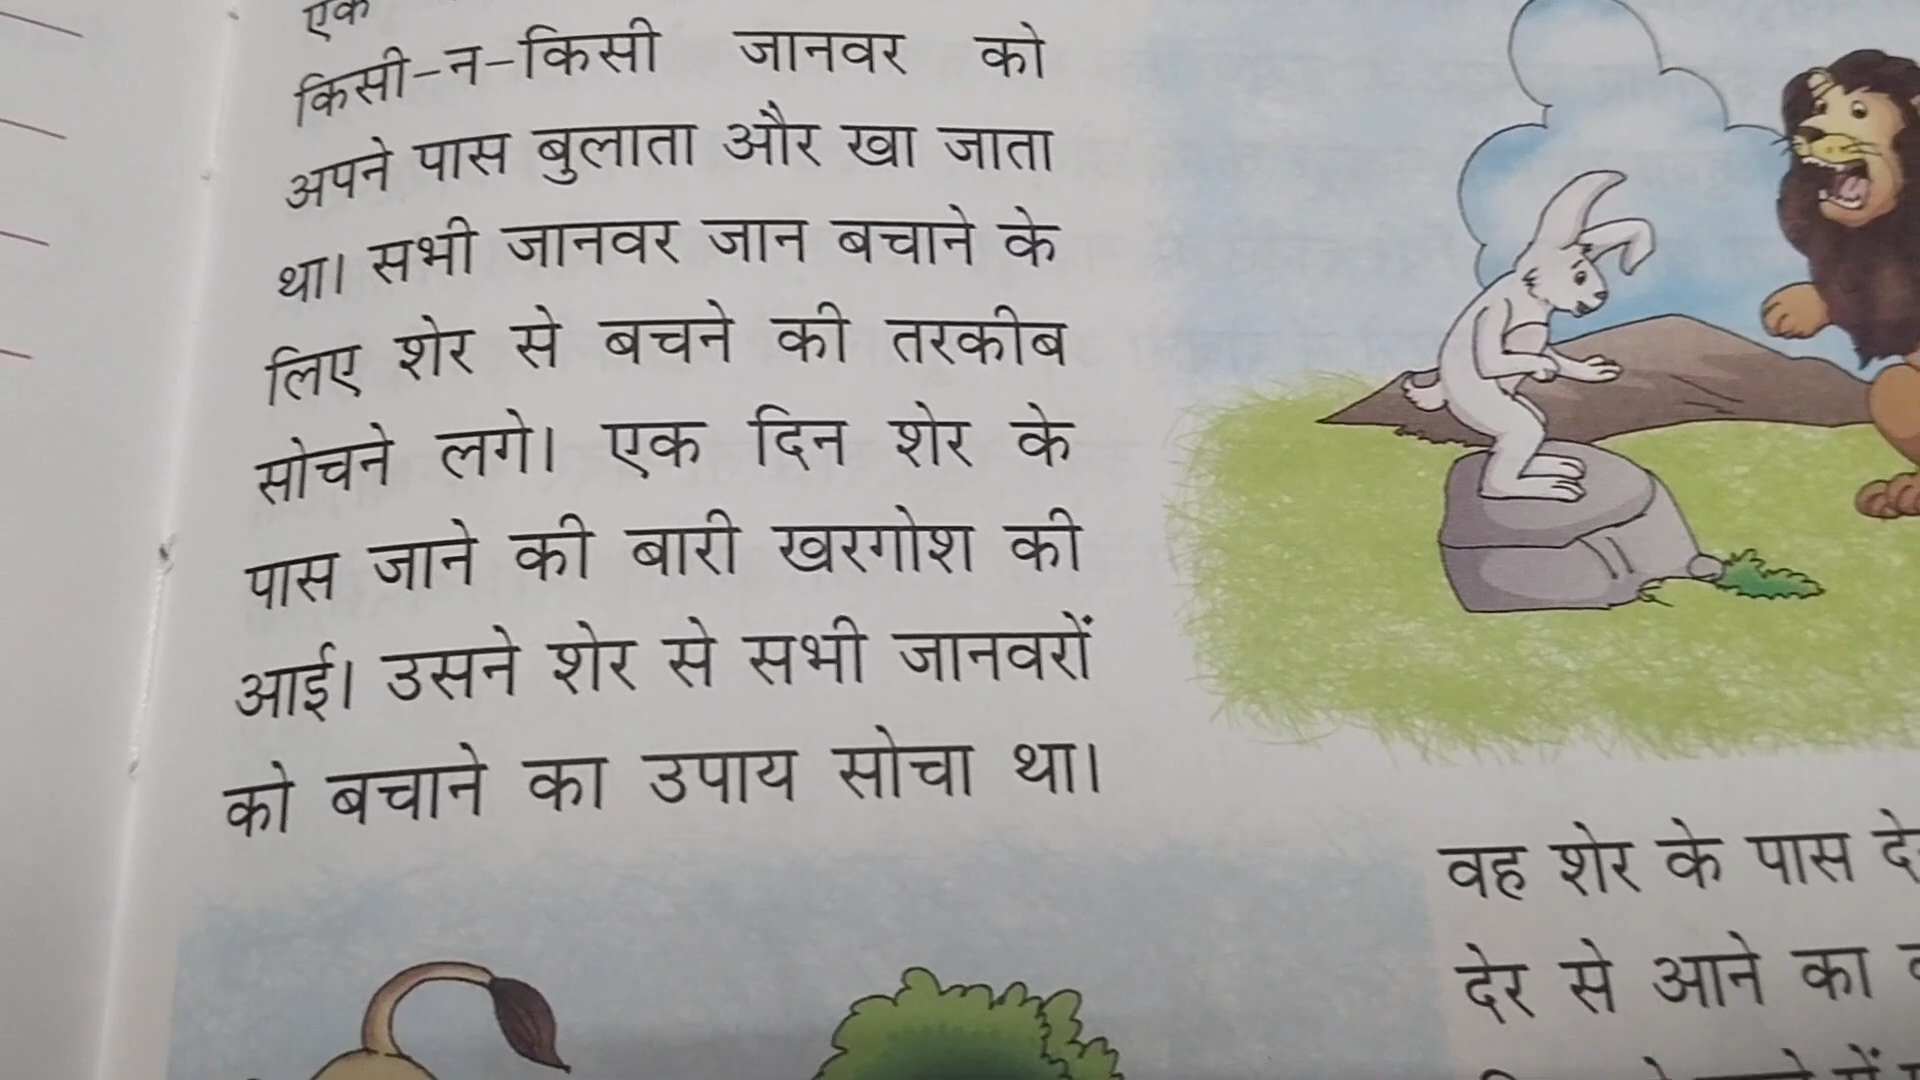 एक
किसी-न-किसी जानवर को
अपने पास बुलाता और खा जाता
था। सभी जानवर जान बचाने के
लिए शेर से बचने की तरकीब
सोचने लगे। एक दिन शेर के
पास जाने की बारी खरगोश की
आई। उसने शेर से सभी जानवरों
को बचाने का उपाय सोचा था।
वह शेर के पास
देर से आने का